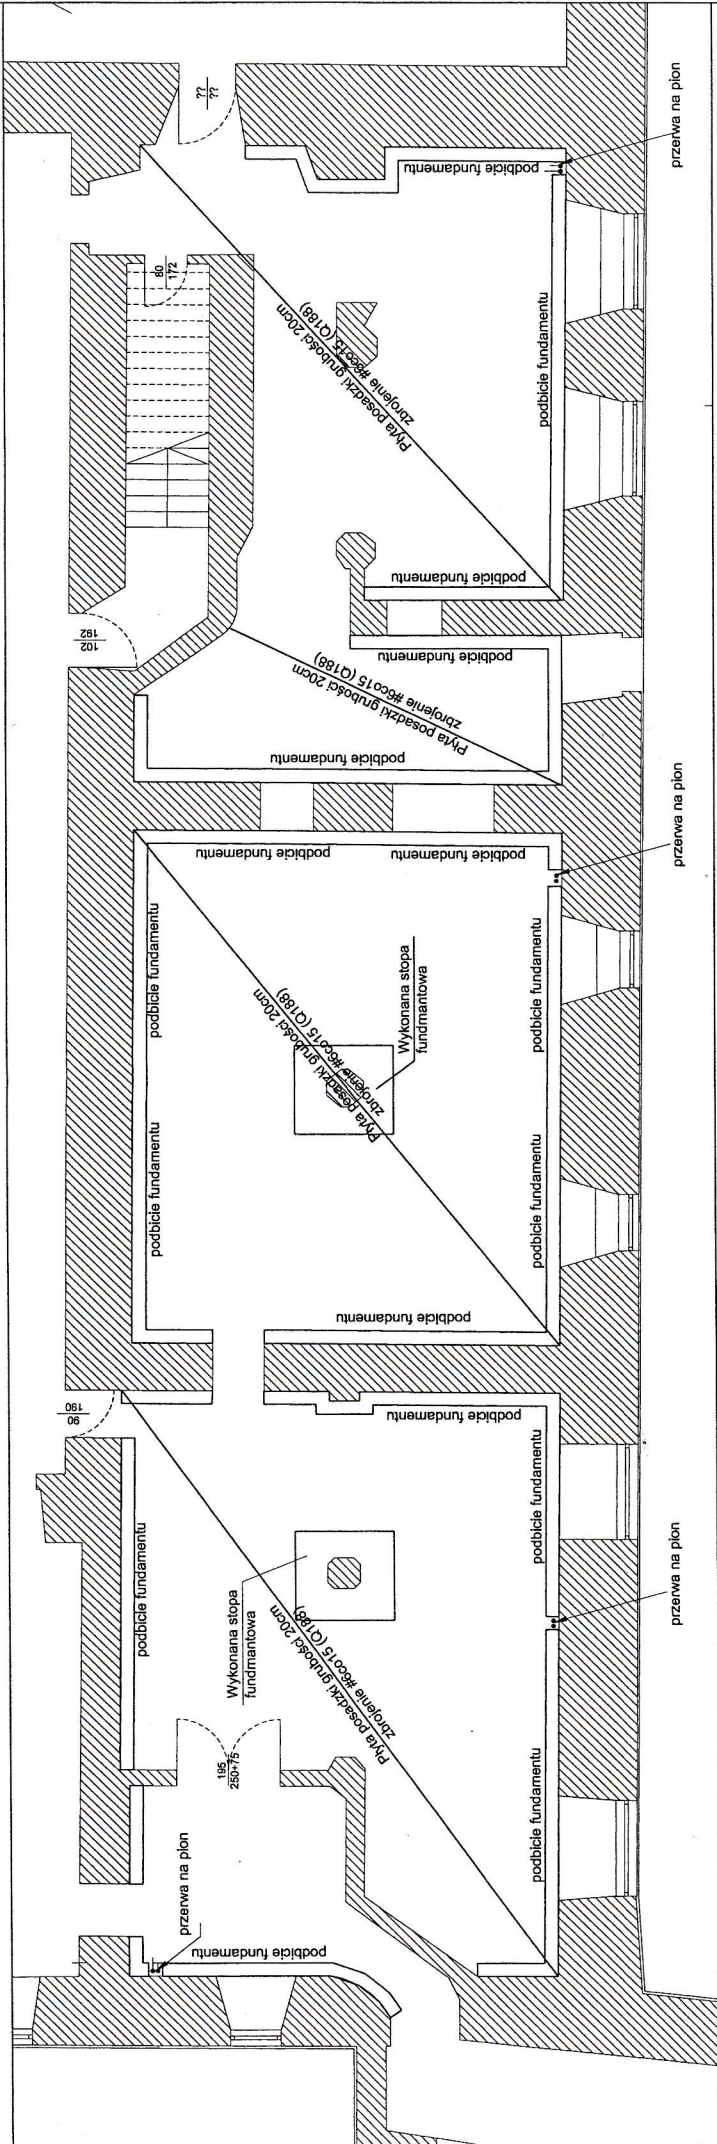 ??
??
przerwa na pion
podbicie fundamentu
80
172
Płyta posadzki grubości 20cm
zbrojenie #6co15 (Q188)
podbicie fundamentu
podbicie fundamentu
102
192
podbicie fundamentu
Płyta posadzki grubości 20cm
zbrojenie #6co15 (Q188)
podbicie fundamentu
przerwa na pion
podbicie fundamentu
podbicie fundamentu
podbicie fundamentu
podbicie fundamentu
Płyta posadzki grubości 20cm
zbrojenie #6co15 (Q188)
Wykonana stopa
fundmantowa
podbicie fundamentu
podbicie fundamentu
podbicie fundamentu
90
190
podbicie fundamentu
podbicie fundamentu
podbicie fundamentu
przerwa na pion
Wykonana stopa
fundmantowa
Płyta posadzki grubości 20cm
zbrojenie #6co15 (Q188)
195
250+75
podbicie fundamentu
przerwa na pion
podbicie fundamentu